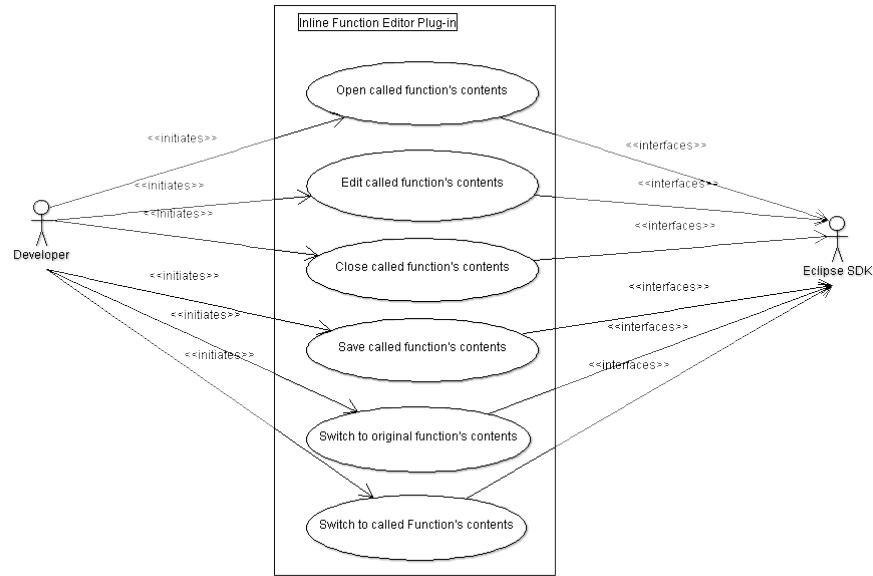 Inline Function Editor Plug-in
Open called function's contents
<<initiates>>
<<interfaces>>
Edit called function's contents
<<initiates>>
<<interfaces>>
<<initiates>>
<<interfaces>>
Developer
Close called function's contents
Eclipse SDK
<<initiates>>
<<interfaces>>
<<initiates>>
<<interfaces>>
Save called function's contents
<<initiates>>
<<interfaces>>
Switch to original function's contents
Switch to called Function's contents